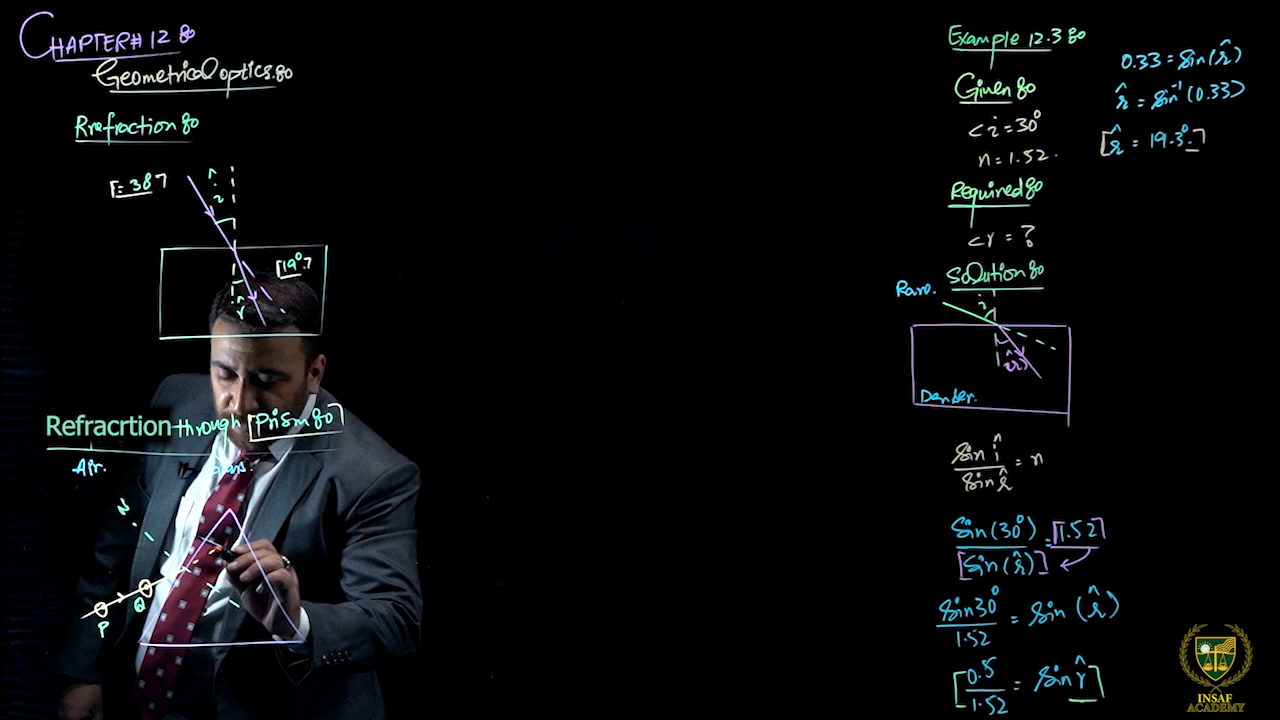 CHAPTER# 12 :
Geometrical optics :
Rrefraction :
[= 38°]
î
[19°]
r̂
Refracrtion through [Prism :]
Air.
Glass.
N
P
Q
Example 12.3 :
Given :
<i = 30°
n = 1.52.
Required :
<r = ?
Solution :
Rarer.
i
Denser.
sin î / sin r̂ = n
Sin(30°) / [Sin(r̂)] = [1.52]
Sin30° / 1.52 = Sin (r̂)
[0.5 / 1.52 = Sin r̂]
0.33 = Sin(r̂)
r̂ = Sin⁻¹(0.33)
[r̂ = 19.3°.]
INSAF
ACADEMY